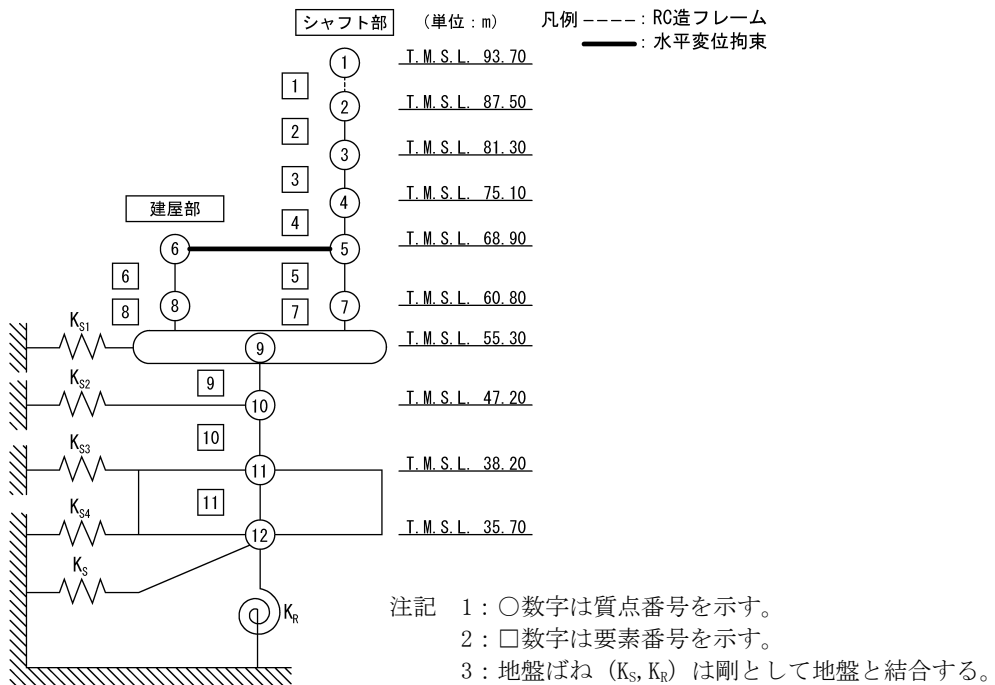 シャフト部 (単位:m) 凡例 ----: RC造フレーム
: 水平変位拘束
1 T.M.S.L. 93.70
1
2 T.M.S.L. 87.50
2
3 T.M.S.L. 81.30
3
4 T.M.S.L. 75.10
建屋部
4
6 5 T.M.S.L. 68.90
6 5
8 7 T.M.S.L. 60.80
8 7
KS1 9 T.M.S.L. 55.30
9
KS2 10 T.M.S.L. 47.20
10
KS3 11 T.M.S.L. 38.20
11
KS4 12 T.M.S.L. 35.70
KS
KR
注記 1:○数字は質点番号を示す。
2:□数字は要素番号を示す。
3:地盤ばね(KS,KR)は剛として地盤と結合する。